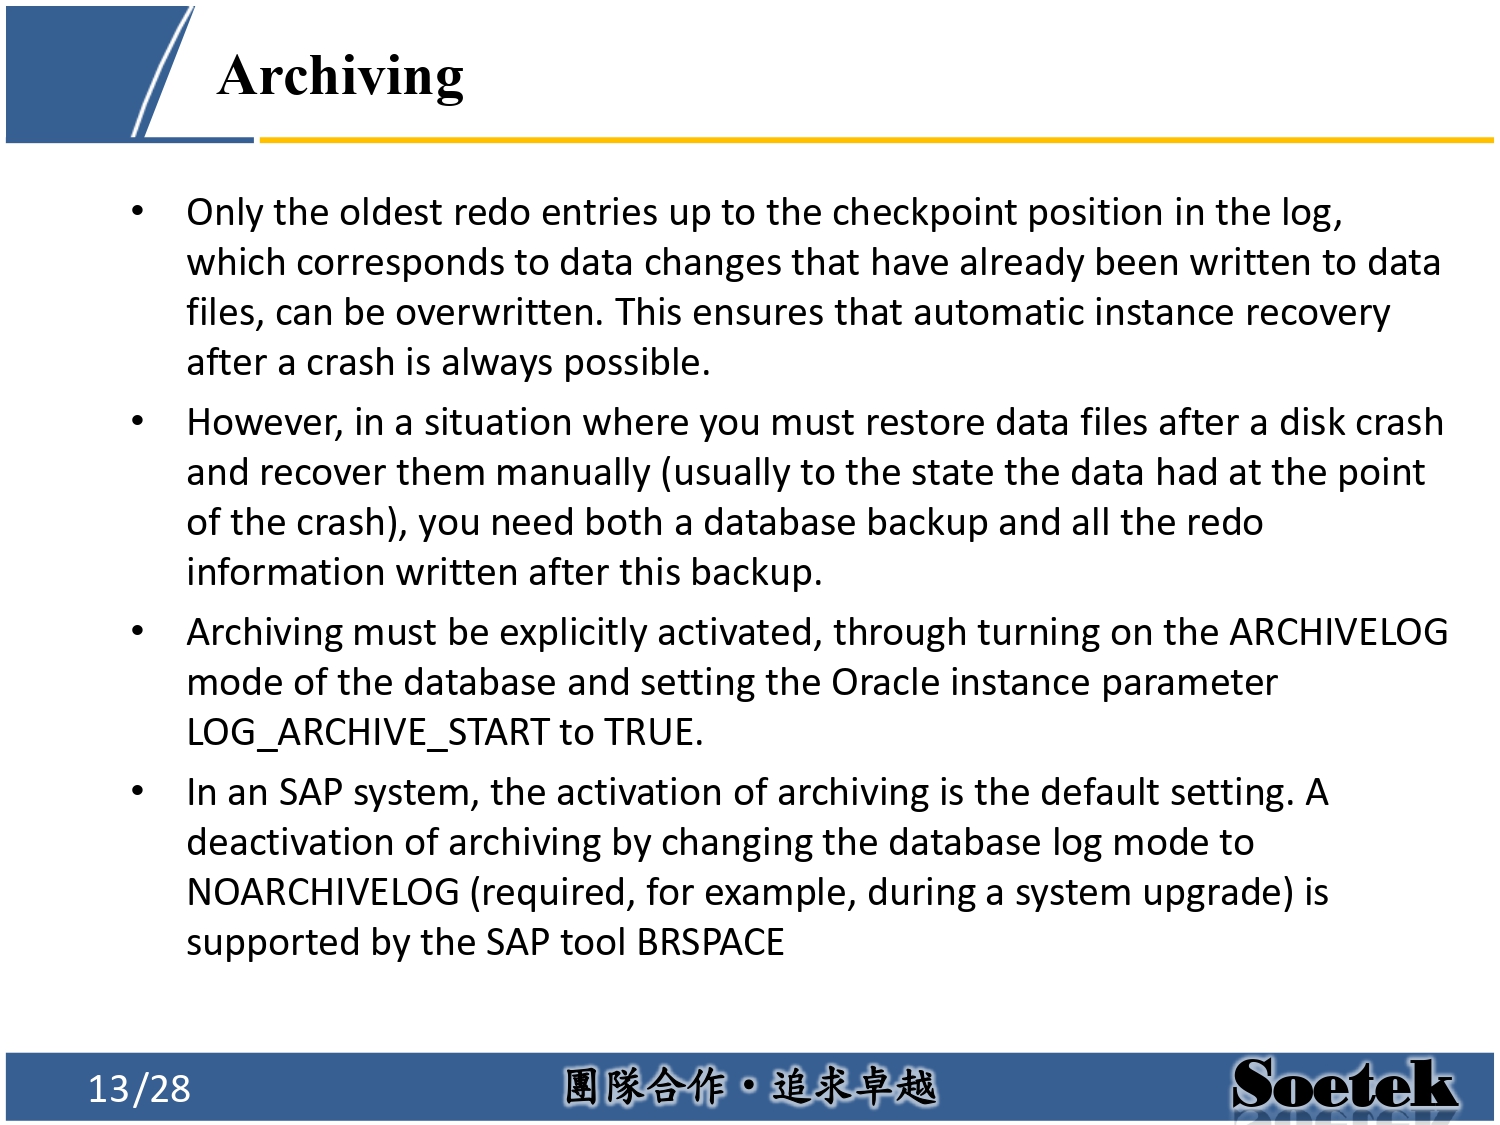 Archiving
• Only the oldest redo entries up to the checkpoint position in the log,
which corresponds to data changes that have already been written to data
files, can be overwritten. This ensures that automatic instance recovery
after a crash is always possible.
• However, in a situation where you must restore data files after a disk crash
and recover them manually (usually to the state the data had at the point
of the crash), you need both a database backup and all the redo
information written after this backup.
• Archiving must be explicitly activated, through turning on the ARCHIVELOG
mode of the database and setting the Oracle instance parameter
LOG_ARCHIVE_START to TRUE.
• In an SAP system, the activation of archiving is the default setting. A
deactivation of archiving by changing the database log mode to
NOARCHIVELOG (required, for example, during a system upgrade) is
supported by the SAP tool BRSPACE
13/28
團隊合作・追求卓越
Soetek